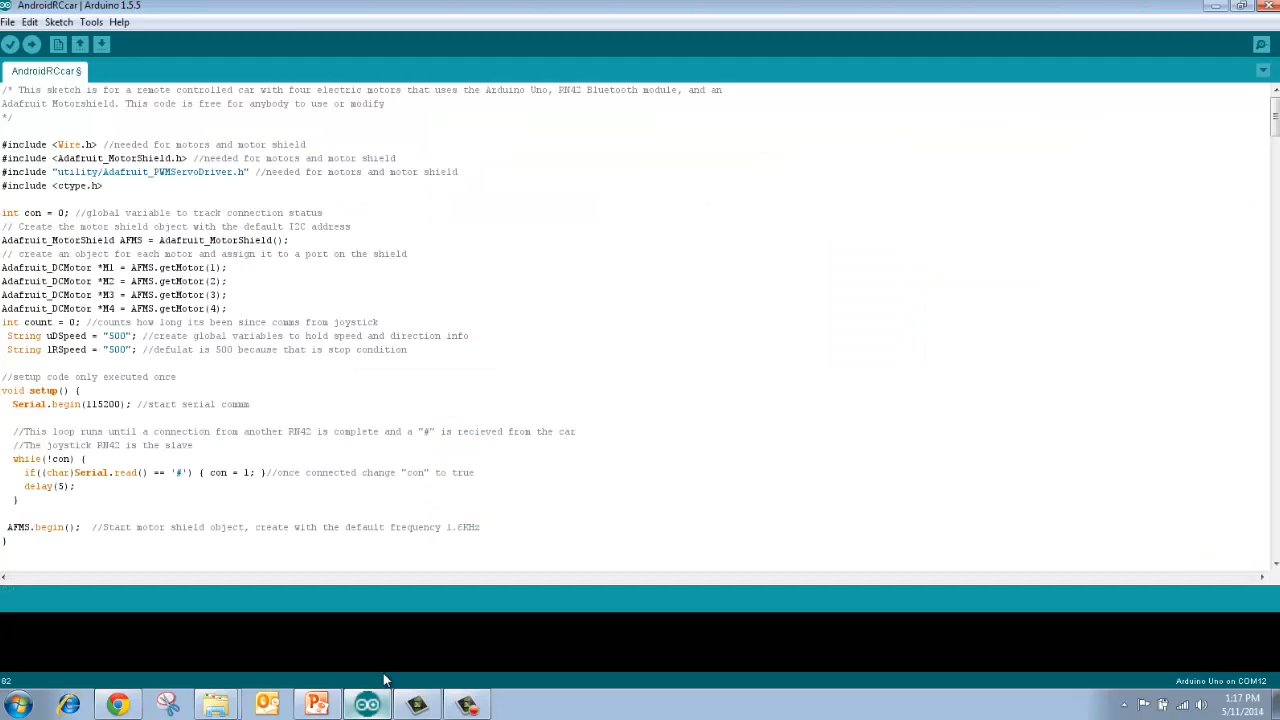 AndroidRCcar | Arduino 1.5.5
File Edit Sketch Tools Help
AndroidRCcar §
/* This sketch is for a remote controlled car with four electric motors that uses the Arduino Uno, RN42 Bluetooth module, and an
Adafruit Motorshield. This code is free for anybody to use or modify
*/
#include <Wire.h> //needed for motors and motor shield
#include <Adafruit_MotorShield.h> //needed for motors and motor shield
#include "utility/Adafruit_PWMServoDriver.h" //needed for motors and motor shield
#include <ctype.h>
int con = 0; //global variable to track connection status
// Create the motor shield object with the default I2C address
Adafruit_MotorShield AFMS = Adafruit_MotorShield();
// create an object for each motor and assign it to a port on the shield
Adafruit_DCMotor *M1 = AFMS.getMotor(1);
Adafruit_DCMotor *M2 = AFMS.getMotor(2);
Adafruit_DCMotor *M3 = AFMS.getMotor(3);
Adafruit_DCMotor *M4 = AFMS.getMotor(4);
int count = 0; //counts how long its been since comms from joystick
String uDSpeed = "500"; //create global variables to hold speed and direction info
String lRSpeed = "500"; //defulat is 500 because that is stop condition
//setup code only executed once
void setup() {
Serial.begin(115200); //start serial commm
//This loop runs until a connection from another RN42 is complete and a "#" is recieved from the car
//The joystick RN42 is the slave
while(!con) {
if((char)Serial.read() == '#') { con = 1; }//once connected change "con" to true
delay(5);
}
AFMS.begin(); //Start motor shield object, create with the default frequency 1.6KHz
}
82
Arduino Uno on COM12
1:17 PM
5/11/2014